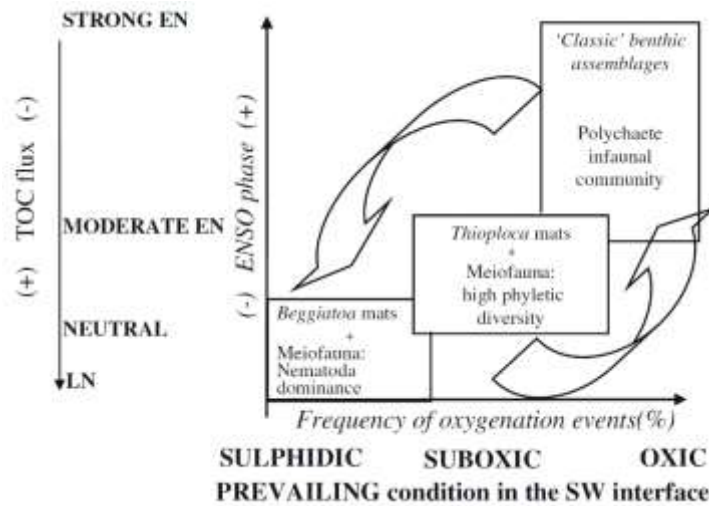 STRONG EN
(+) TOC flux (-)
MODERATE EN
NEUTRAL
LN
(-) ENSO phase (+)
'Classic' benthic
assemblages
Polychaete
infaunal
community
Thioploca mats
+
Meiofauna:
high phyletic
diversity
Beggiatoa mats
+
Meiofauna:
Nematoda
dominance
Frequency of oxygenation events(%)
SULPHIDIC SUBOXIC OXIC
PREVAILING condition in the SW interface